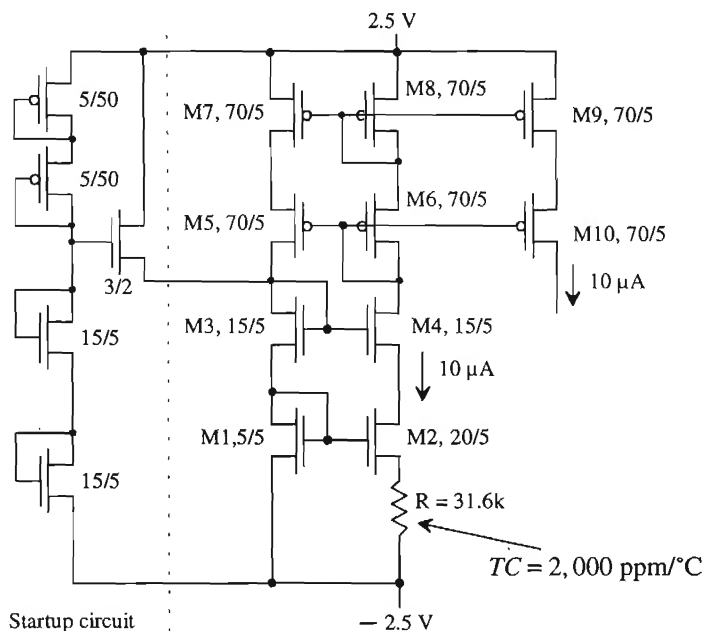 2.5 V
5/50
M7, 70/5
M8, 70/5
M9, 70/5
5/50
M5, 70/5
M6, 70/5
M10, 70/5
3/2
10 µA
15/5
M3, 15/5
M4, 15/5
10 µA
M1,5/5
M2, 20/5
15/5
R = 31.6k
TC = 2,000 ppm/°C
Startup circuit
– 2.5 V